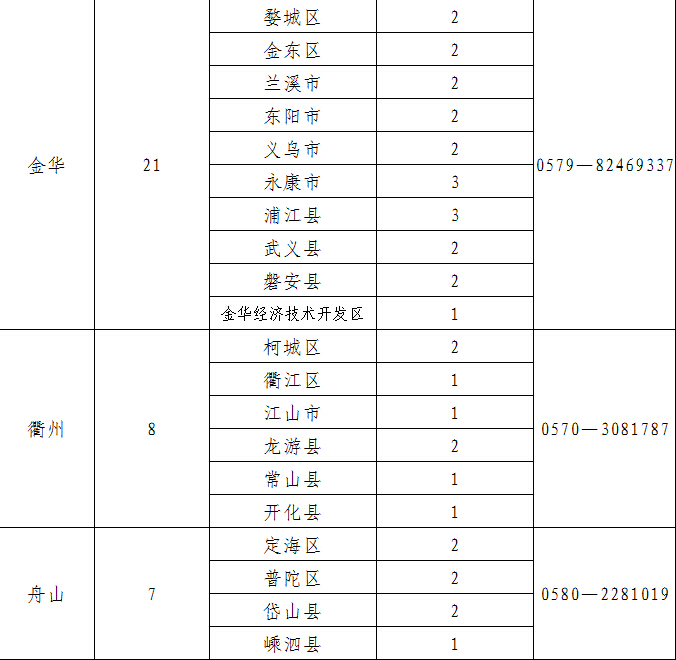 婺城区 2
金东区 2
兰溪市 2
东阳市 2
义乌市 2
金华 21 0579—82469337
永康市 3
浦江县 3
武义县 2
磐安县 2
金华经济技术开发区 1
柯城区 2
衢江区 1
江山市 1
衢州 8 0570—3081787
龙游县 2
常山县 1
开化县 1
定海区 2
普陀区 2
舟山 7 0580—2281019
岱山县 2
嵊泗县 1